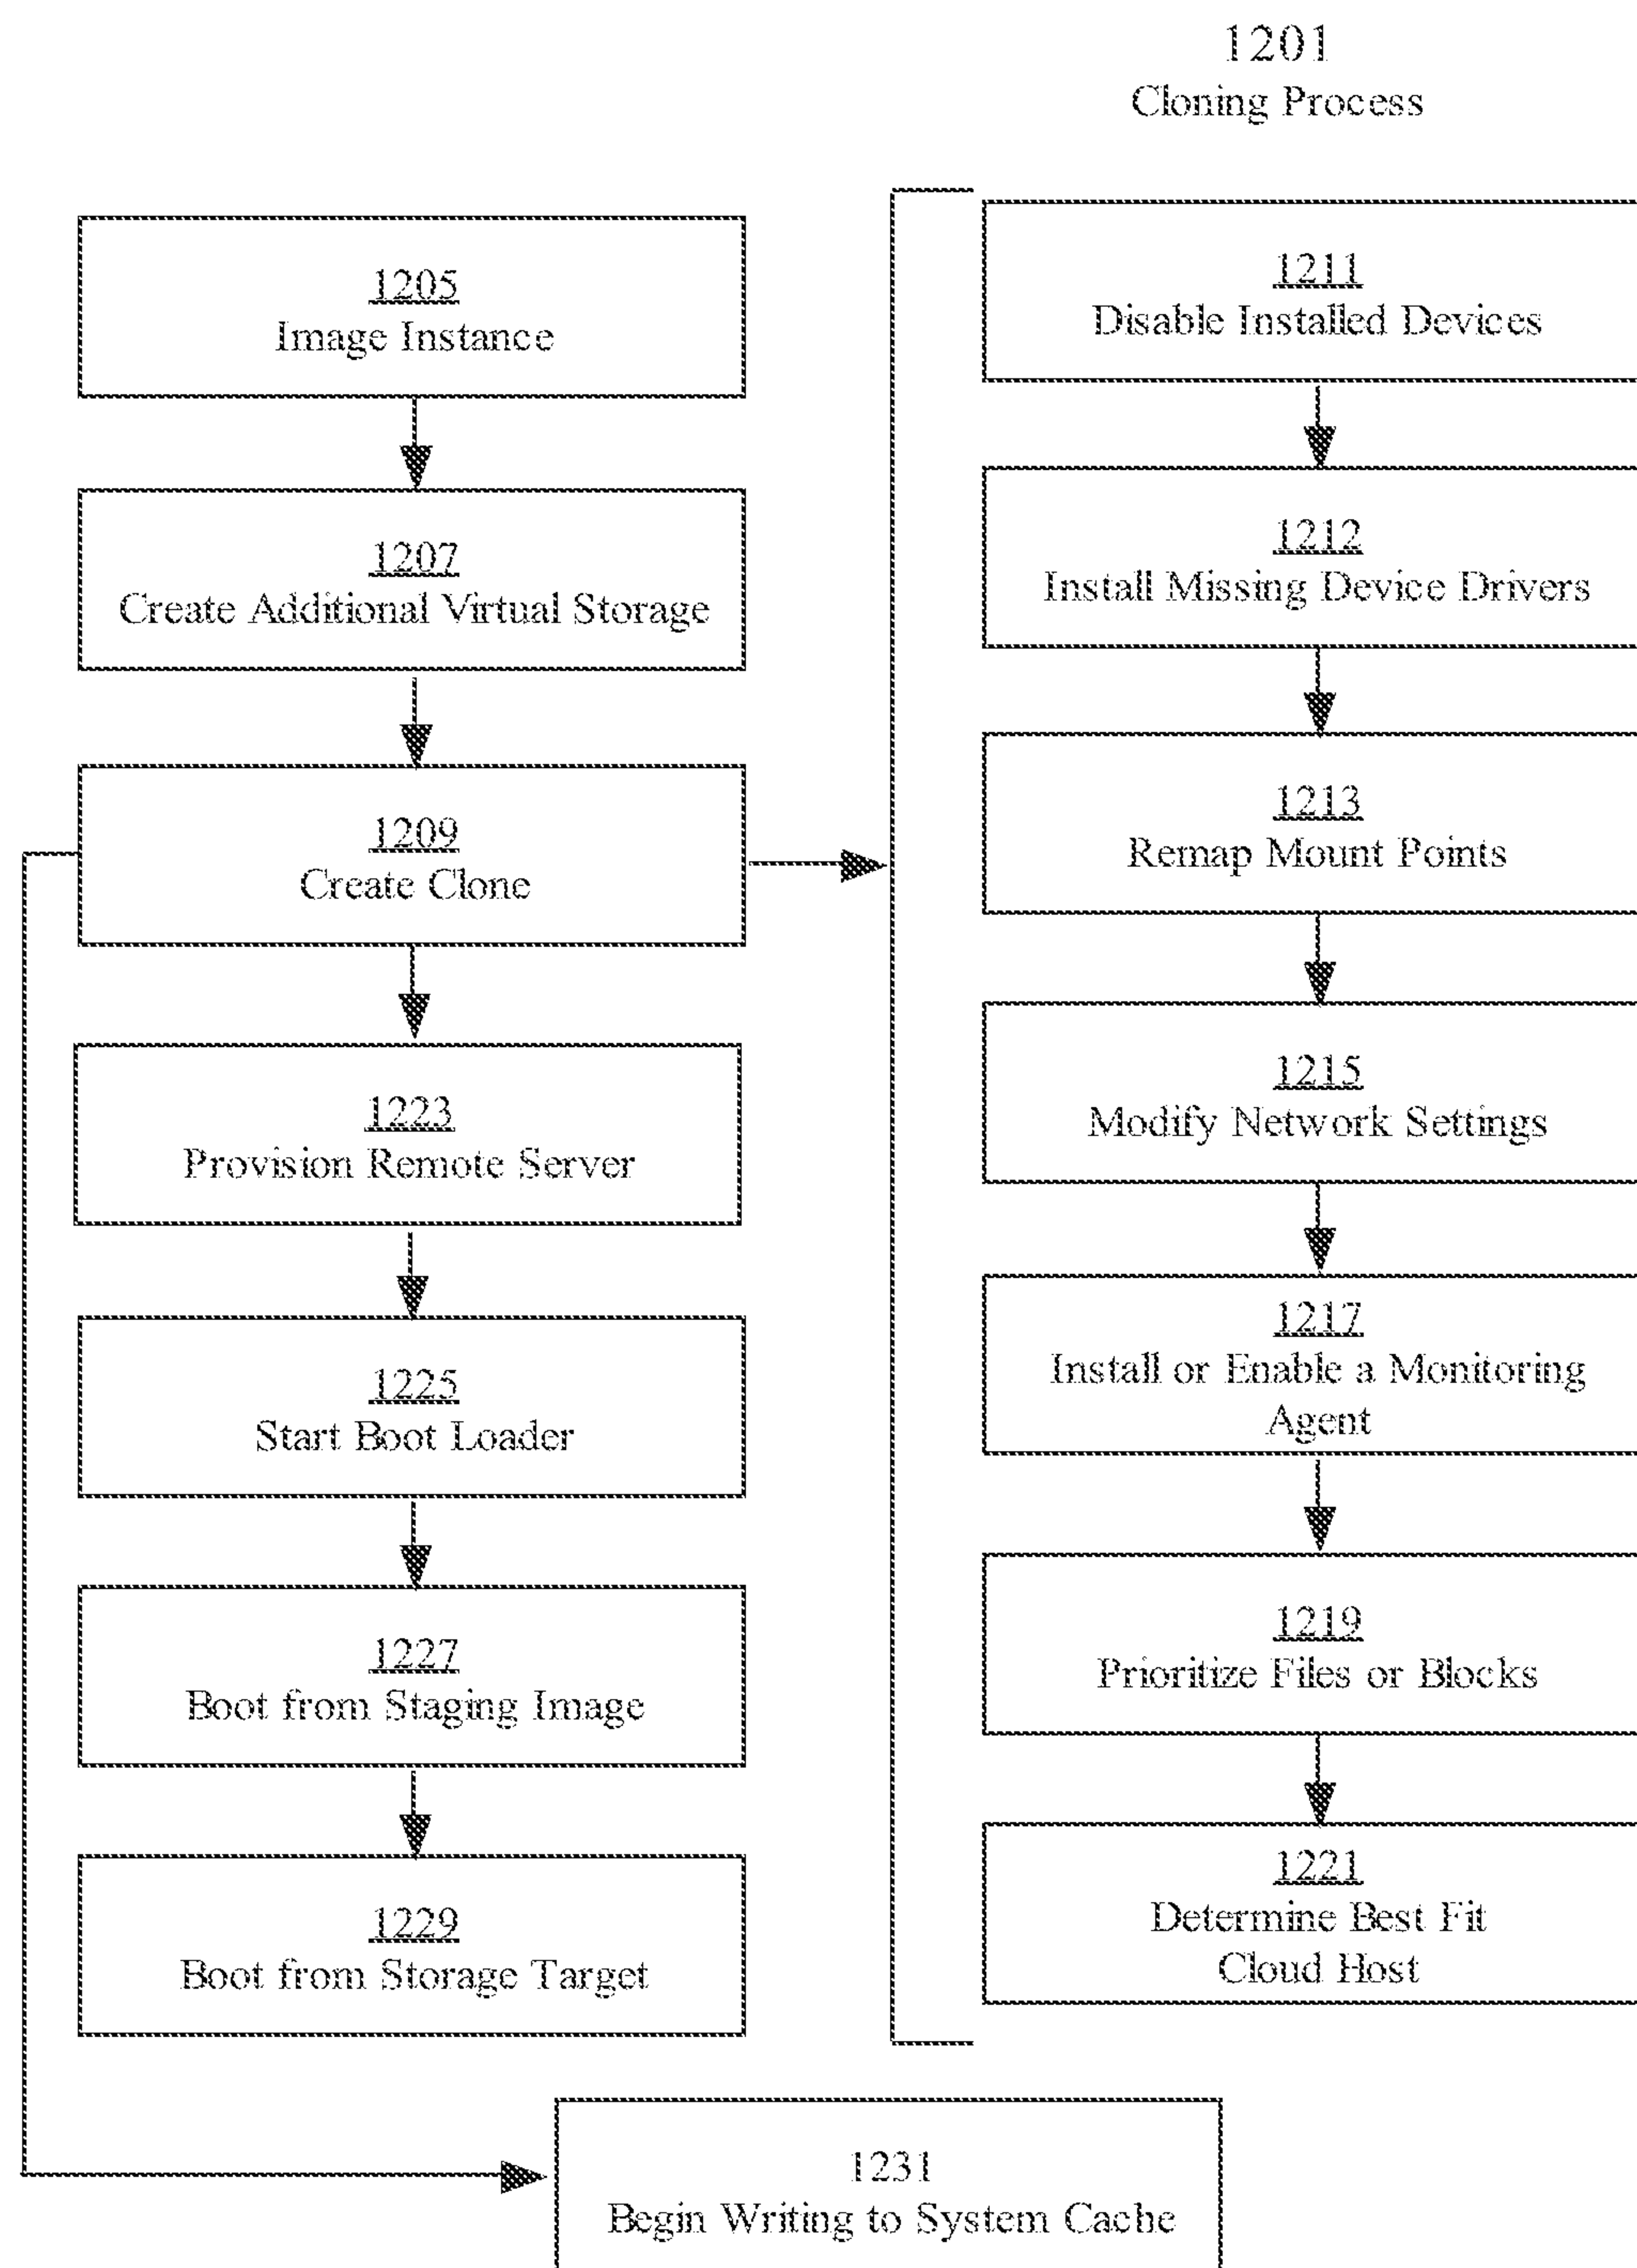 1201
Cloning Process
1205
Image Instance
1207
Create Additional Virtual Storage
1209
Create Clone
1223
Provision Remote Server
1225
Start Boot Loader
1227
Boot from Staging Image
1229
Boot from Storage Target
1211
Disable Installed Devices
1212
Install Missing Device Drivers
1213
Remap Mount Points
1215
Modify Network Settings
1217
Install or Enable a Monitoring
Agent
1219
Prioritize Files or Blocks
1221
Determine Best Fit
Cloud Host
1231
Begin Writing to System Cache